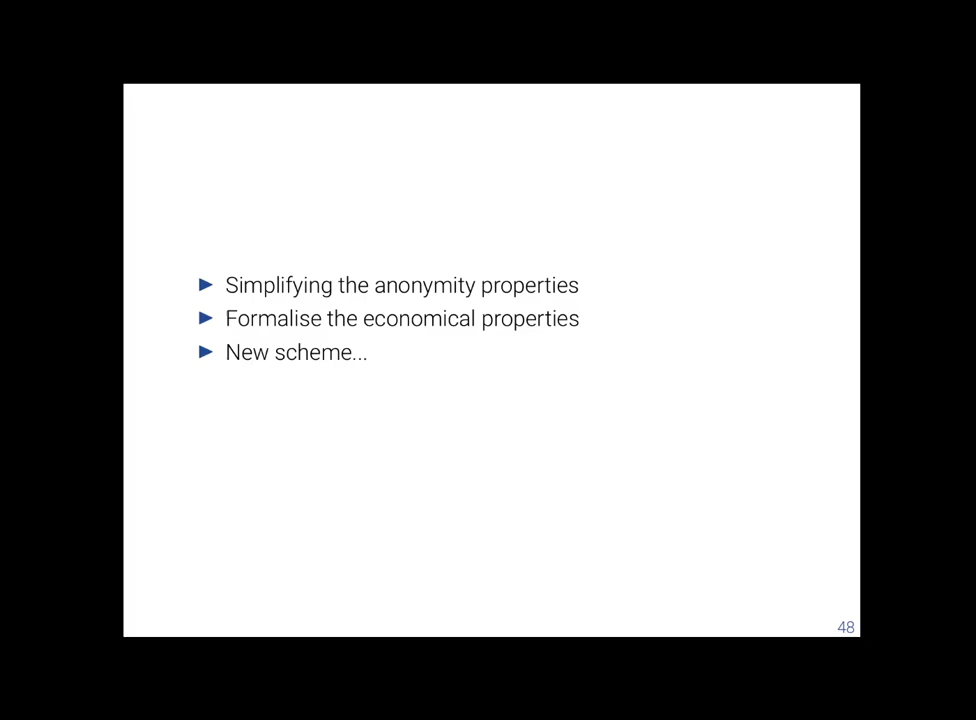 ► Simplifying the anonymity properties
► Formalise the economical properties
► New scheme...
48